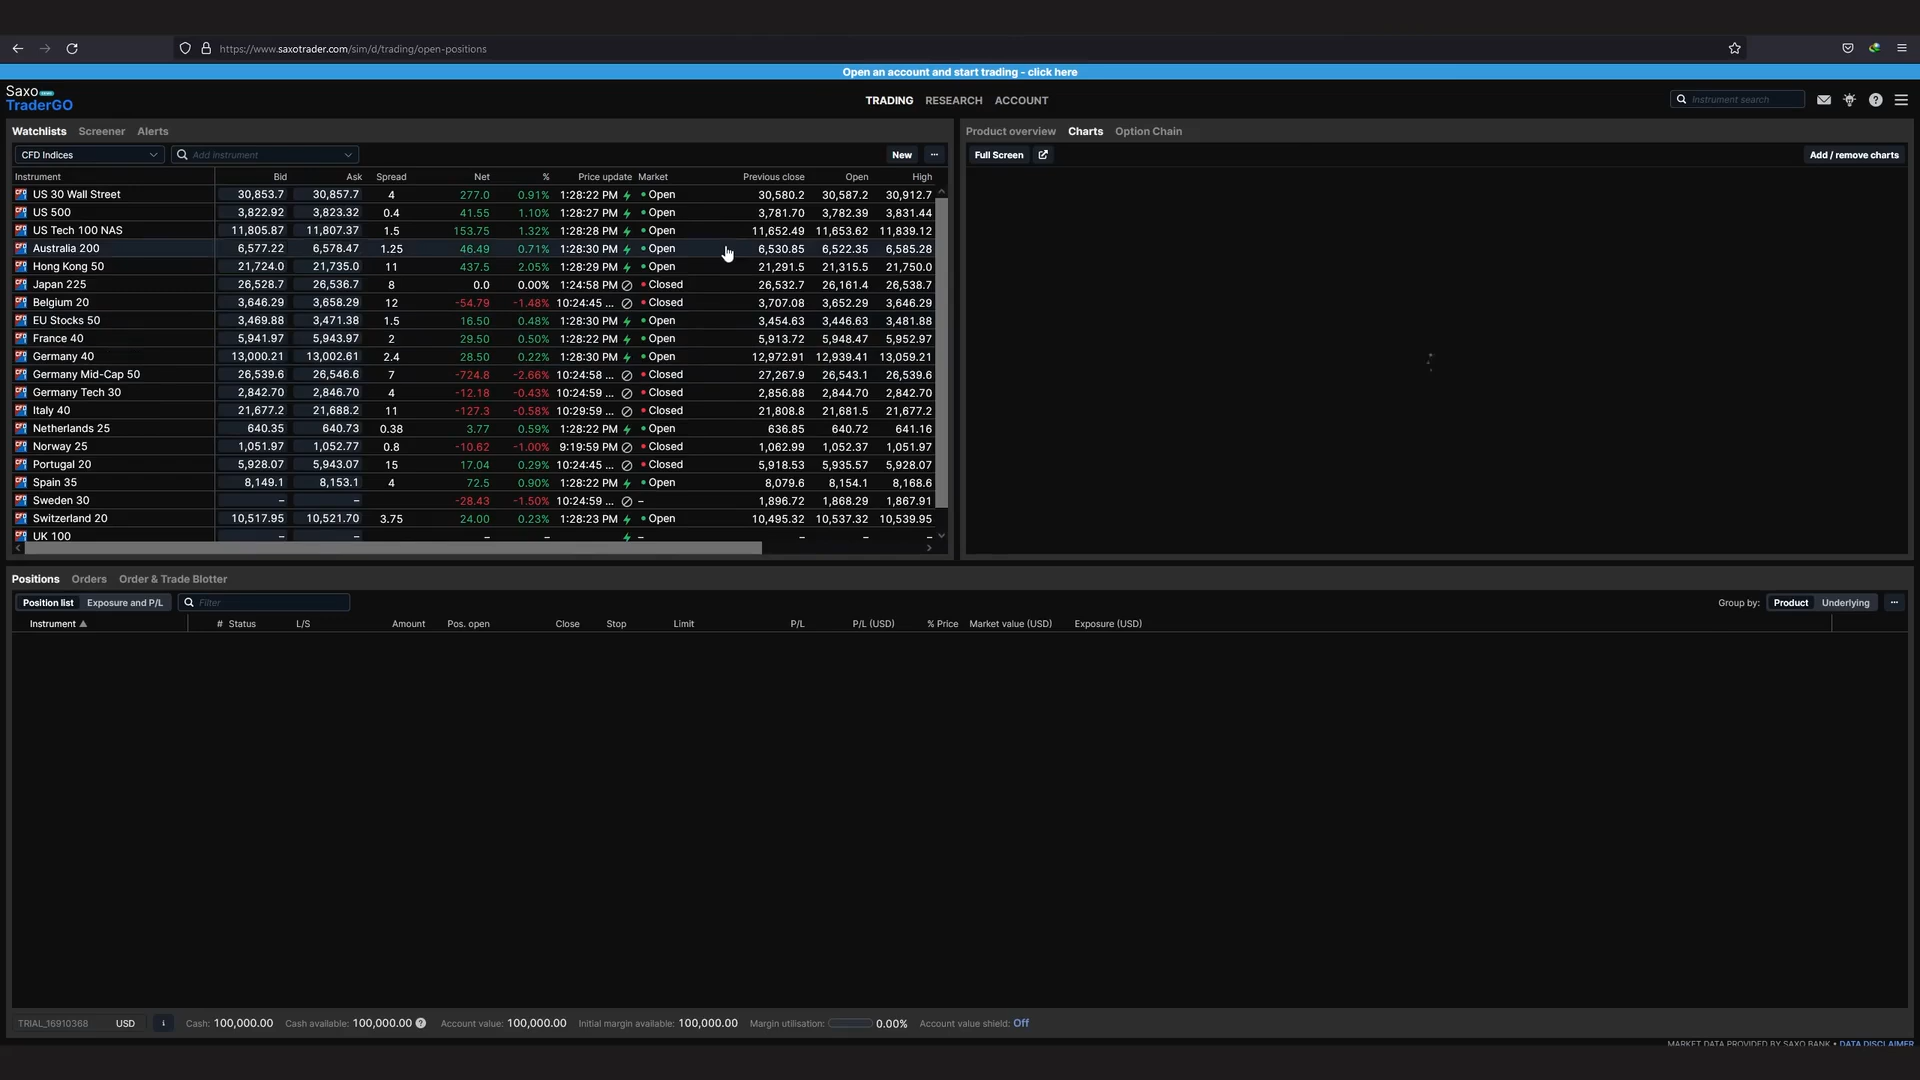 https://www.saxotrader.com/sim/d/trading/open-positions
Open an account and start trading - click here
Saxo
TraderGO
TRADING RESEARCH ACCOUNT
Instrument search
Watchlists Screener Alerts
Product overview Charts Option Chain
CFD Indices
Add instrument
New ...
Full Screen
Add / remove charts
Instrument Bid Ask Spread Net % Price update Market Previous close Open High
CFD US 30 Wall Street 30,853.7 30,857.7 4 277.0 0.91% 1:28:22 PM Open 30,580.2 30,587.2 30,912.7
CFD US 500 3,822.92 3,823.32 0.4 41.55 1.10% 1:28:27 PM Open 3,781.70 3,782.39 3,831.44
CFD US Tech 100 NAS 11,805.87 11,807.37 1.5 153.75 1.32% 1:28:28 PM Open 11,652.49 11,653.62 11,839.12
CFD Australia 200 6,577.22 6,578.47 1.25 46.49 0.71% 1:28:30 PM Open 6,530.85 6,522.35 6,585.28
CFD Hong Kong 50 21,724.0 21,735.0 11 437.5 2.05% 1:28:29 PM Open 21,291.5 21,315.5 21,750.0
CFD Japan 225 26,528.7 26,536.7 8 0.0 0.00% 1:24:58 PM Closed 26,532.7 26,161.4 26,538.7
CFD Belgium 20 3,646.29 3,658.29 12 -54.79 -1.48% 10:24:45 ... Closed 3,707.08 3,652.29 3,646.29
CFD EU Stocks 50 3,469.88 3,471.38 1.5 16.50 0.48% 1:28:30 PM Open 3,454.63 3,446.63 3,481.88
CFD France 40 5,941.97 5,943.97 2 29.50 0.50% 1:28:22 PM Open 5,913.72 5,948.47 5,952.97
CFD Germany 40 13,000.21 13,002.61 2.4 28.50 0.22% 1:28:30 PM Open 12,972.91 12,939.41 13,059.21
CFD Germany Mid-Cap 50 26,539.6 26,546.6 7 -724.8 -2.66% 10:24:58 ... Closed 27,267.9 26,543.1 26,539.6
CFD Germany Tech 30 2,842.70 2,846.70 4 -12.18 -0.43% 10:24:59 ... Closed 2,856.88 2,844.70 2,842.70
CFD Italy 40 21,677.2 21,688.2 11 -127.3 -0.58% 10:29:59 ... Closed 21,808.8 21,681.5 21,677.2
CFD Netherlands 25 640.35 640.73 0.38 3.77 0.59% 1:28:22 PM Open 636.85 640.72 641.16
CFD Norway 25 1,051.97 1,052.77 0.8 -10.62 -1.00% 9:19:59 PM Closed 1,062.99 1,052.37 1,051.97
CFD Portugal 20 5,928.07 5,943.07 15 17.04 0.29% 10:24:45 ... Closed 5,918.53 5,935.57 5,928.07
CFD Spain 35 8,149.1 8,153.1 4 72.5 0.90% 1:28:22 PM Open 8,079.6 8,154.1 8,168.6
CFD Sweden 30 – – -28.43 -1.50% 10:24:59 ... – 1,896.72 1,868.29 1,867.91
CFD Switzerland 20 10,517.95 10,521.70 3.75 24.00 0.23% 1:28:23 PM Open 10,495.32 10,537.32 10,539.95
CFD UK 100 – – – – – – – –
Positions Orders Order & Trade Blotter
Position list Exposure and P/L Filter
Group by: Product Underlying ...
Instrument # Status L/S Amount Pos. open Close Stop Limit P/L P/L (USD) % Price Market value (USD) Exposure (USD)
TRIAL_16910368 USD i Cash: 100,000.00 Cash available: 100,000.00 ? Account value: 100,000.00 Initial margin available: 100,000.00 Margin utilisation: 0.00% Account value shield: Off
MARKET DATA PROVIDED BY SAXO BANK • DATA DISCLAIMER